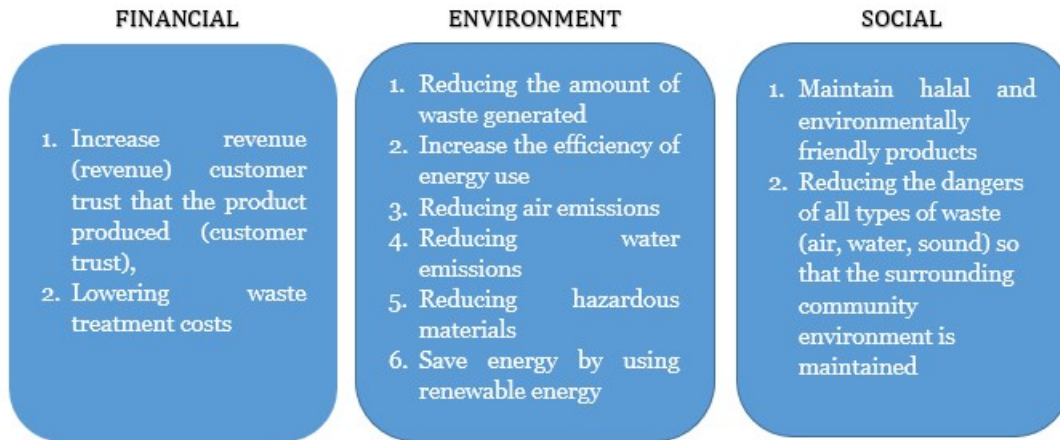 FINANCIAL
1. Increase revenue
(revenue) customer
trust that the product
produced (customer
trust),
2. Lowering waste
treatment costs
ENVIRONMENT
1. Reducing the amount of
waste generated
2. Increase the efficiency of
energy use
3. Reducing air emissions
4. Reducing water
emissions
5. Reducing hazardous
materials
6. Save energy by using
renewable energy
SOCIAL
1. Maintain halal and
environmentally
friendly products
2. Reducing the dangers
of all types of waste
(air, water, sound) so
that the surrounding
community
environment is
maintained